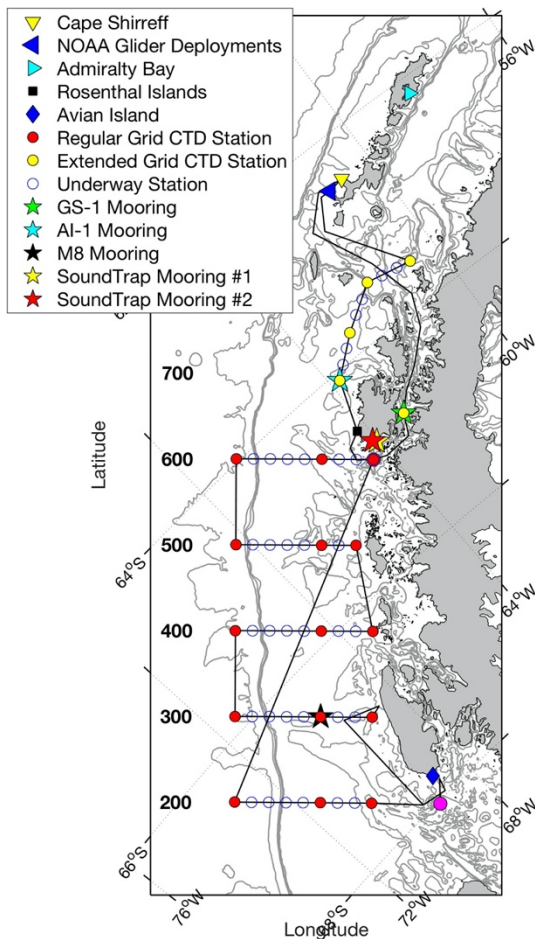 Cape Shirreff
NOAA Glider Deployments
Admiralty Bay
Rosenthal Islands
Avian Island
Regular Grid CTD Station
Extended Grid CTD Station
Underway Station
GS-1 Mooring
AI-1 Mooring
M8 Mooring
SoundTrap Mooring #1
SoundTrap Mooring #2
56°W
60°W
700
Latitude
600
500
64°S
64°W
400
300
200
68°W
66°S
76°W
68°S
72°W
Longitude